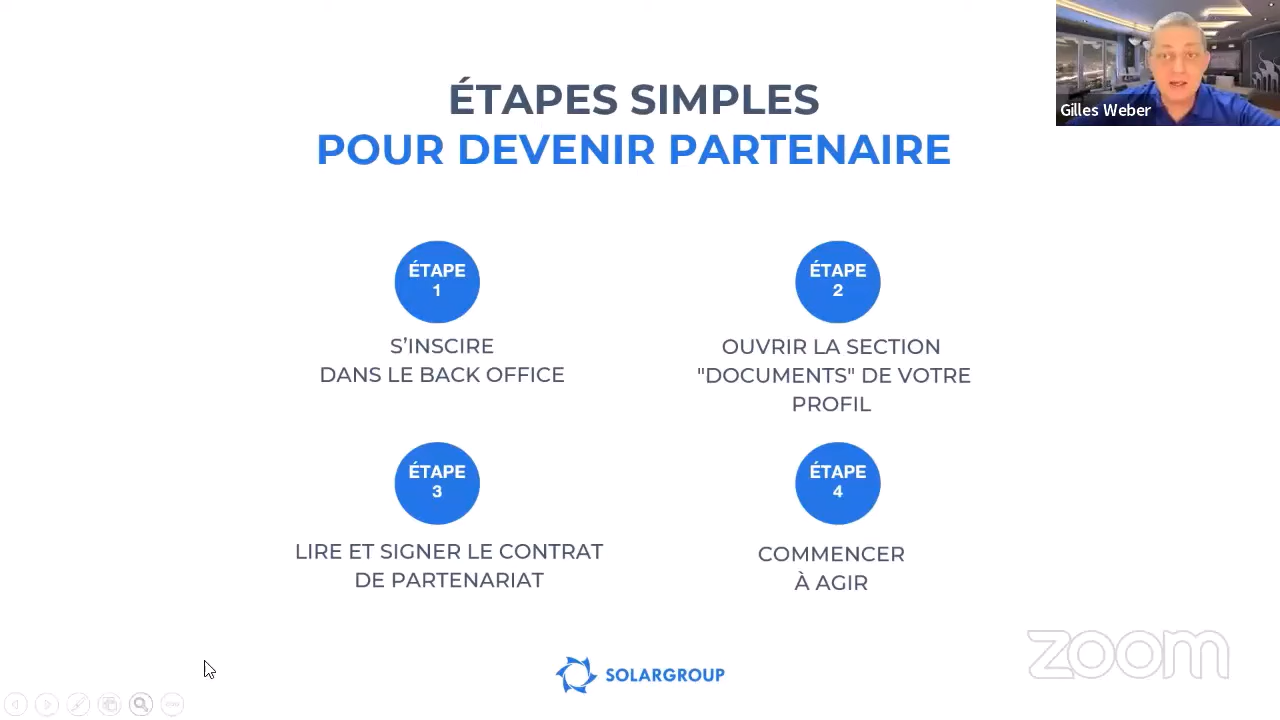 ÉTAPES SIMPLES
POUR DEVENIR PARTENAIRE
Gilles Weber
ÉTAPE
1
S'INSCIRE
DANS LE BACK OFFICE
ÉTAPE
2
OUVRIR LA SECTION
"DOCUMENTS" DE VOTRE
PROFIL
ÉTAPE
3
LIRE ET SIGNER LE CONTRAT
DE PARTENARIAT
ÉTAPE
4
COMMENCER
À AGIR
SOLARGROUP
zoom